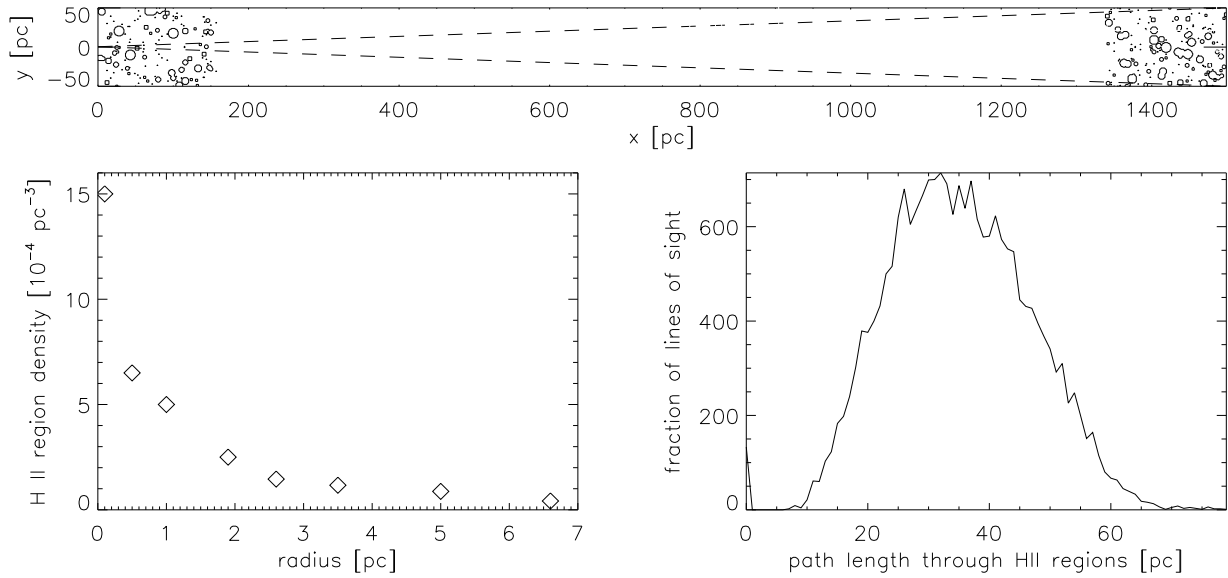 y [pc]
50
0
−50
0 200 400 600 800 1000 1200 1400
x [pc]
H II region density [10⁻⁴ pc⁻³]
15
10
5
0
0 1 2 3 4 5 6 7
radius [pc]
fraction of lines of sight
600
400
200
0
0 20 40 60
path length through HII regions [pc]